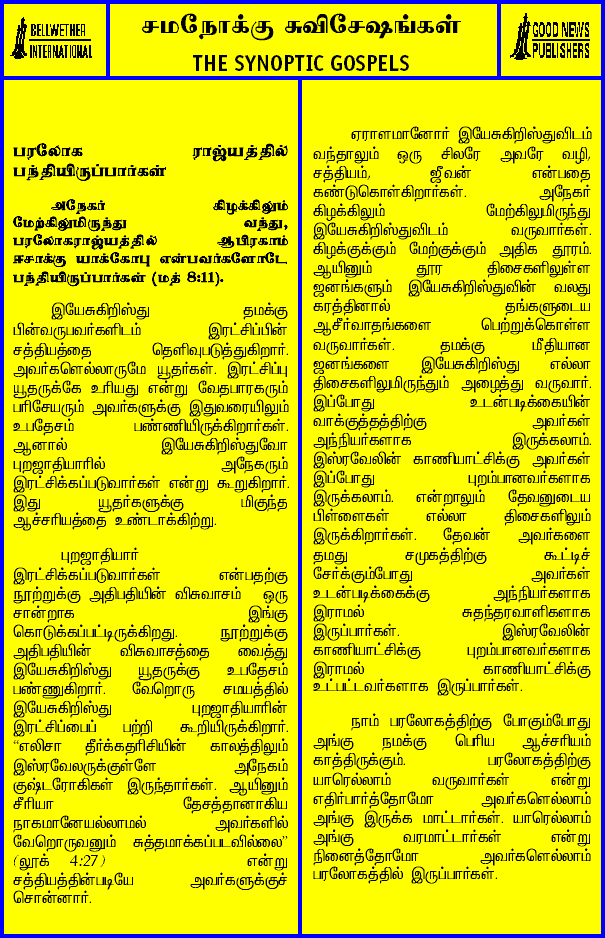 BELLWETHER
INTERNATIONAL
சமநோக்கு சுவிசேஷங்கள்
THE SYNOPTIC GOSPELS
GOOD NEWS
PUBLISHERS
பரலோக ராஜ்யத்தில்
பந்தியிருப்பார்கள்
அநேகர் கிழக்கிலும்
மேற்கிலுமிருந்து வந்து,
பரலோகராஜ்யத்தில் ஆபிரகாம்
ஈசாக்கு யாக்கோபு என்பவர்களோடே
பந்தியிருப்பார்கள் (மத் 8:11).
இயேசுகிறிஸ்து தமக்கு
பின்வருபவர்களிடம் இரட்சிப்பின்
சத்தியத்தை தெளிவுபடுத்துகிறார்.
அவர்களெல்லாருமே யூதர்கள். இரட்சிப்பு
யூதருக்கே உரியது என்று வேதபாரகரும்
பரிசேயரும் அவர்களுக்கு இதுவரையிலும்
உபதேசம் பண்ணியிருக்கிறார்கள்.
ஆனால் இயேசுகிறிஸ்துவோ
புறஜாதியாரில் அநேகரும்
இரட்சிக்கப்படுவார்கள் என்று கூறுகிறார்.
இது யூதர்களுக்கு மிகுந்த
ஆச்சரியத்தை உண்டாக்கிற்று.
புறஜாதியார்
இரட்சிக்கப்படுவார்கள் என்பதற்கு
நூற்றுக்கு அதிபதியின் விசுவாசம் ஒரு
சான்றாக இங்கு
கொடுக்கப்பட்டிருக்கிறது. நூற்றுக்கு
அதிபதியின் விசுவாசத்தை வைத்து
இயேசுகிறிஸ்து யூதருக்கு உபதேசம்
பண்ணுகிறார். வேறொரு சமயத்தில்
இயேசுகிறிஸ்து புறஜாதியாரின்
இரட்சிப்பைப் பற்றி கூறியிருக்கிறார்.
“எலிசா தீர்க்கதரிசியின் காலத்திலும்
இஸ்ரவேலருக்குள்ளே அநேகம்
குஷ்டரோகிகள் இருந்தார்கள். ஆயினும்
சீரியா தேசத்தானாகிய
நாகமானேயல்லாமல் அவர்களில்
வேறொருவனும் சுத்தமாக்கப்படவில்லை”
(லூக் 4:27) என்று
சத்தியத்தின்படியே அவர்களுக்குச்
சொன்னார்.
ஏராளமானோர் இயேசுகிறிஸ்துவிடம்
வந்தாலும் ஒரு சிலரே அவரே வழி,
சத்தியம், ஜீவன் என்பதை
கண்டுகொள்கிறார்கள். அநேகர்
கிழக்கிலும் மேற்கிலுமிருந்து
இயேசுகிறிஸ்துவிடம் வருவார்கள்.
கிழக்குக்கும் மேற்குக்கும் அதிக தூரம்.
ஆயினும் தூர திசைகளிலுள்ள
ஜனங்களும் இயேசுகிறிஸ்துவின் வலது
கரத்தினால் தங்களுடைய
ஆசீர்வாதங்களை பெற்றுக்கொள்ள
வருவார்கள். தமக்கு மீதியான
ஜனங்களை இயேசுகிறிஸ்து எல்லா
திசைகளிலுமிருந்தும் அழைத்து வருவார்.
இப்போது உடன்படிக்கையின்
வாக்குத்தத்திற்கு அவர்கள்
அந்நியர்களாக இருக்கலாம்.
இஸ்ரவேலின் காணியாட்சிக்கு அவர்கள்
இப்போது புறம்பானவர்களாக
இருக்கலாம். என்றாலும் தேவனுடைய
பிள்ளைகள் எல்லா திசைகளிலும்
இருக்கிறார்கள். தேவன் அவர்களை
தமது சமுகத்திற்கு கூட்டிச்
சேர்க்கும்போது அவர்கள்
உடன்படிக்கைக்கு அந்நியர்களாக
இராமல் சுதந்தரவாளிகளாக
இருப்பார்கள். இஸ்ரவேலின்
காணியாட்சிக்கு புறம்பானவர்களாக
இராமல் காணியாட்சிக்கு
உட்பட்டவர்களாக இருப்பார்கள்.
நாம் பரலோகத்திற்கு போகும்போது
அங்கு நமக்கு பெரிய ஆச்சரியம்
காத்திருக்கும். பரலோகத்திற்கு
யாரெல்லாம் வருவார்கள் என்று
எதிர்பார்த்தோமோ அவர்களெல்லாம்
அங்கு இருக்க மாட்டார்கள். யாரெல்லாம்
அங்கு வரமாட்டார்கள் என்று
நினைத்தோமோ அவர்களெல்லாம்
பரலோகத்தில் இருப்பார்கள்.